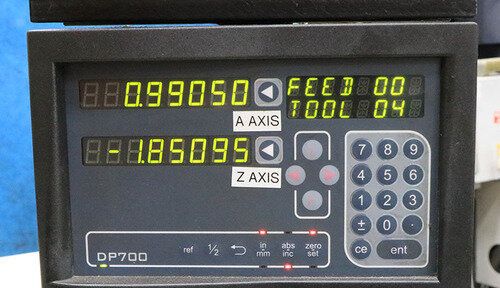 0.99050
FEED 00
TOOL 04
A AXIS
-1.85095
Z AXIS
7 8 9
4 5 6
1 2 3
± 0 ·
ce ent
ref 1/2 in mm abs inc zero set
DP700